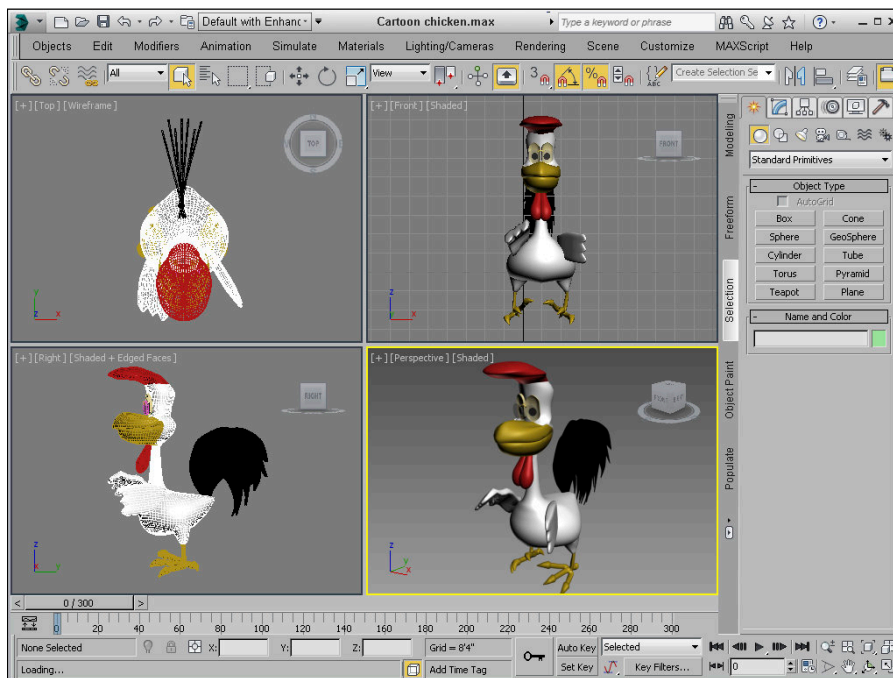 Default with Enhanc
Cartoon chicken.max
Type a keyword or phrase
Objects Edit Modifiers Animation Simulate Materials Lighting/Cameras Rendering Scene Customize MAXScript Help
All
View
3
%
ABC
Create Selection Se
[+] [Top] [Wireframe]
TOP
[+] [Front] [Shaded]
FRONT
y
z x
z
x
[+] [Right] [Shaded + Edged Faces]
RIGHT
[+] [Perspective] [Shaded]
z
x y
z
y
x
Modeling
Freeform
Selection
Object Paint
Populate
Standard Primitives
- Object Type
AutoGrid
Box Cone
Sphere GeoSphere
Cylinder Tube
Torus Pyramid
Teapot Plane
- Name and Color
< 0 / 300 >
0 20 40 60 80 100 120 140 160 180 200 220 240 260 280 300
None Selected X: Y: Z: Grid = 8'4" Auto Key Selected
Loading... Add Time Tag Set Key Key Filters... 0